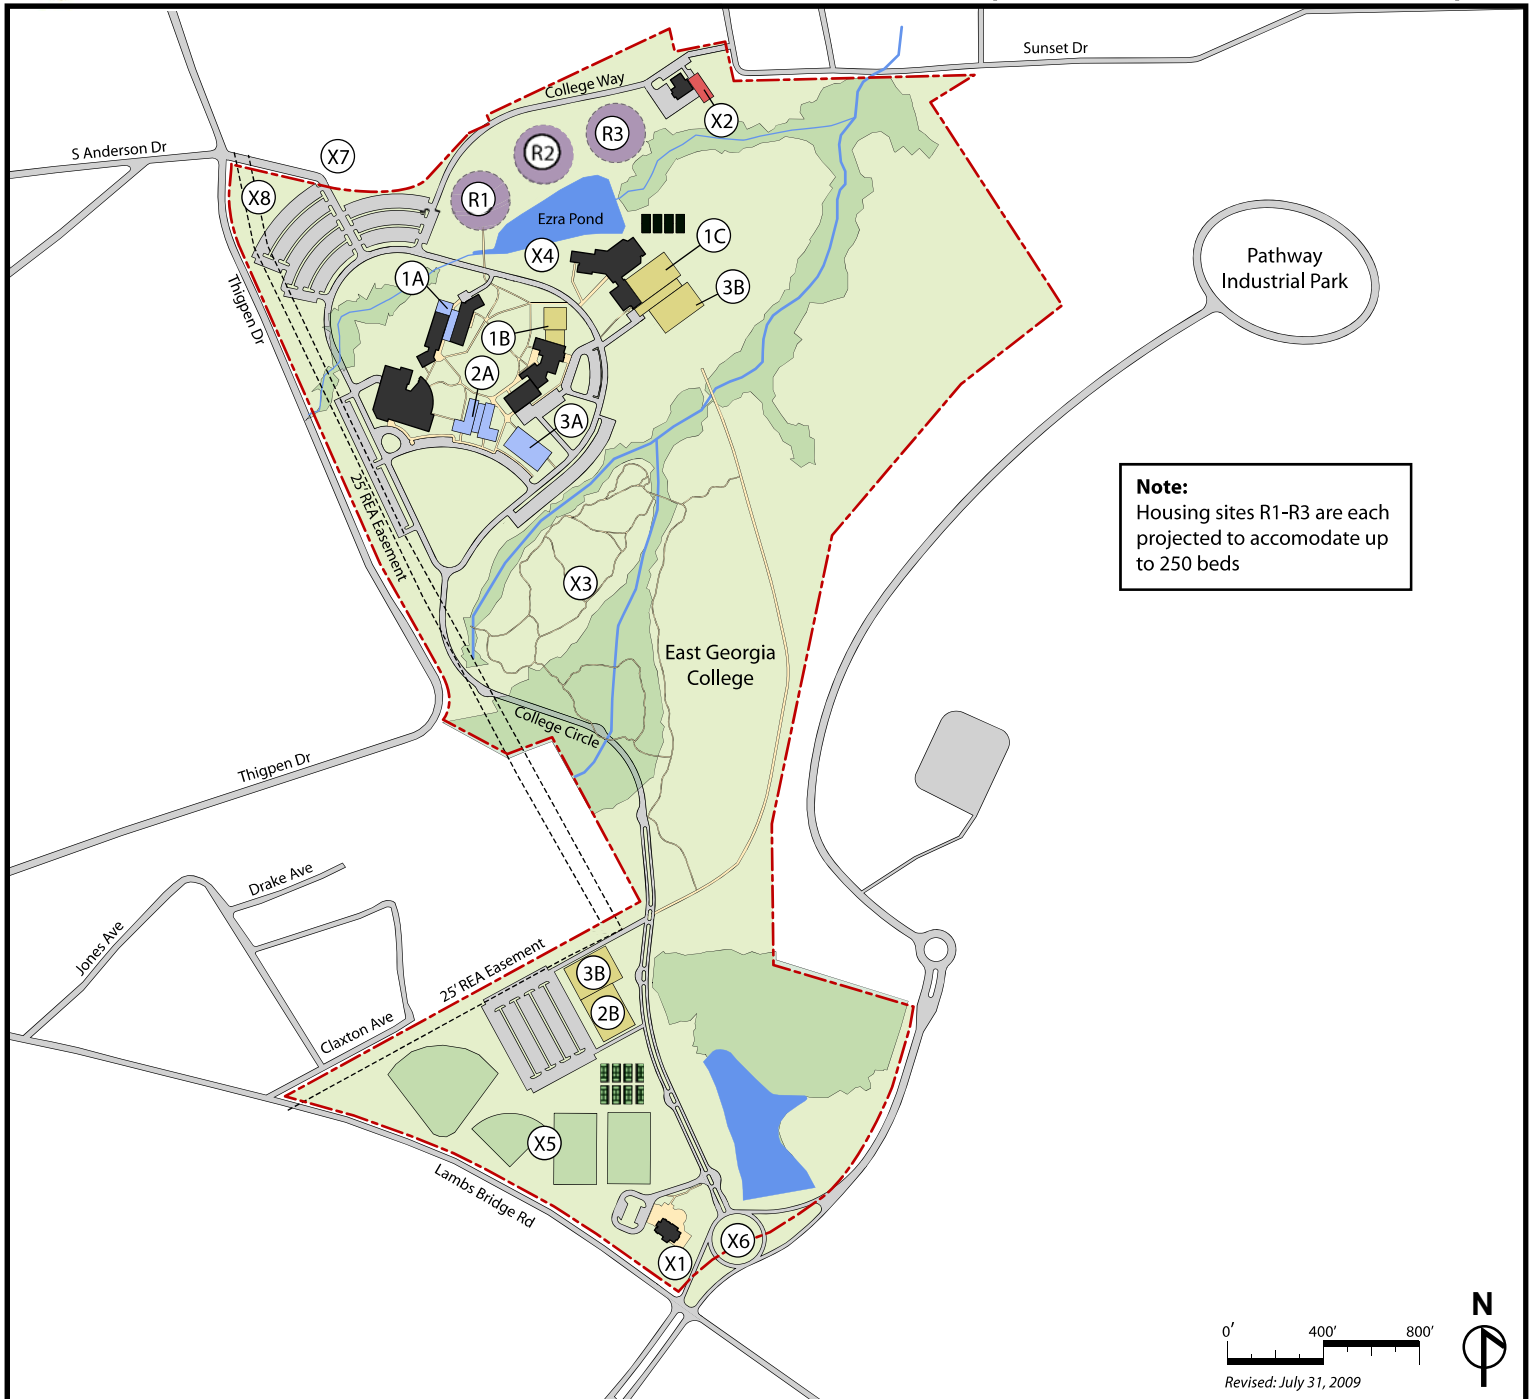 Sunset Dr
College Way
X2
R3
R2
S Anderson Dr
X7
X8
R1
Ezra Pond
1C
X4
Pathway
Industrial Park
1A
3B
Thigpen Dr
1B
2A
3A
Note:
Housing sites R1-R3 are each
projected to accomodate up
to 250 beds
25' REA Easement
X3
East Georgia
College
College Circle
Thigpen Dr
Drake Ave
Jones Ave
25' REA Easement
3B
2B
Claxton Ave
X5
Lambs Bridge Rd
X6
X1
N
0' 400' 800'
Revised: July 31, 2009